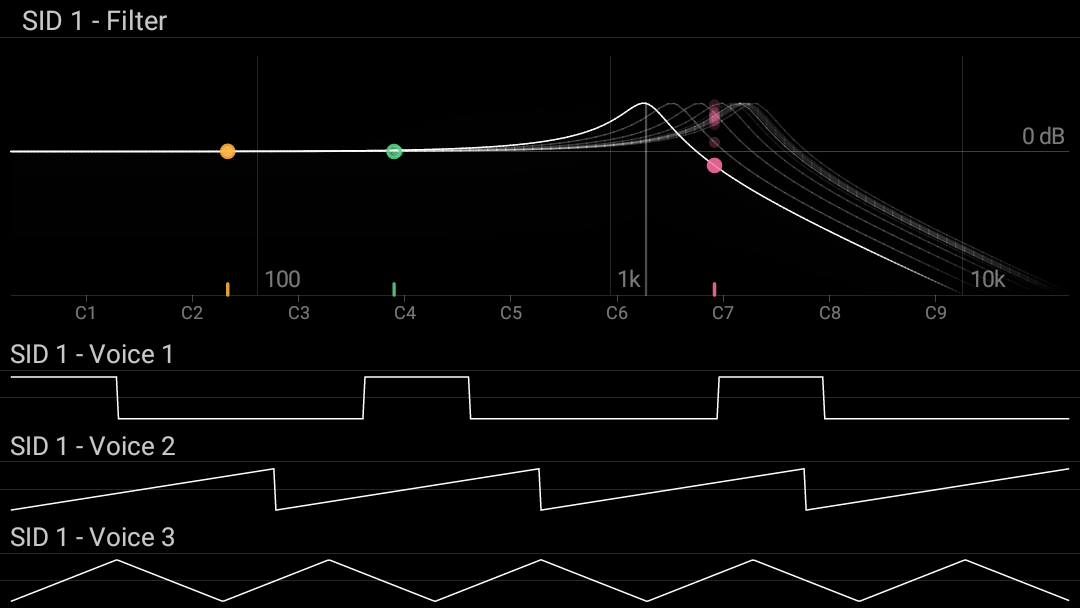 SID 1 - Filter
0 dB
100 1k 10k
C1 C2 C3 C4 C5 C6 C7 C8 C9
SID 1 - Voice 1
SID 1 - Voice 2
SID 1 - Voice 3